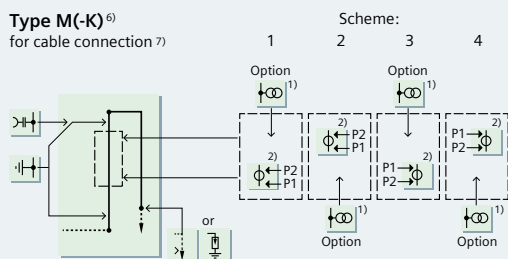 Type M(-K) 6)
for cable connection 7)
Scheme:
1 2 3 4
Option Option
1) 1)
2) 2)
P2 P1
P1 P2
2) 2)
P2 P1
P1 P2
or
1) 1)
Option Option